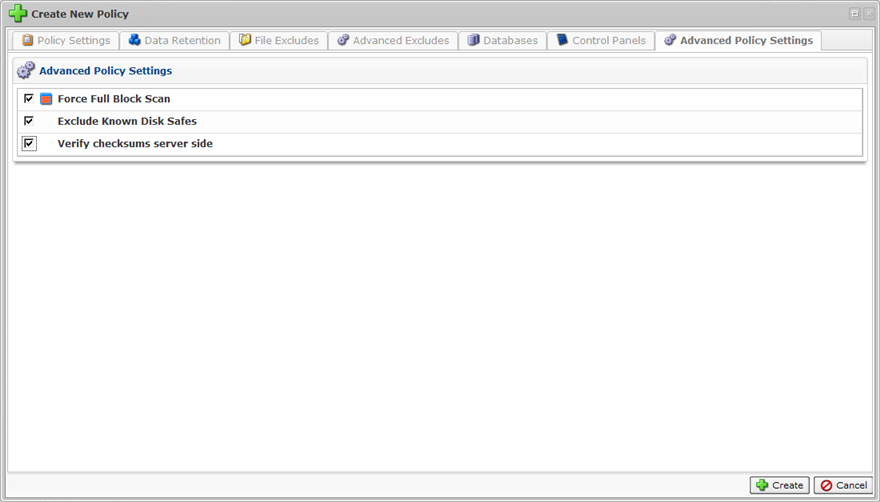 Create New Policy
Policy Settings Data Retention File Excludes Advanced Excludes Databases Control Panels Advanced Policy Settings
Advanced Policy Settings
Force Full Block Scan
Exclude Known Disk Safes
Verify checksums server side
Create Cancel